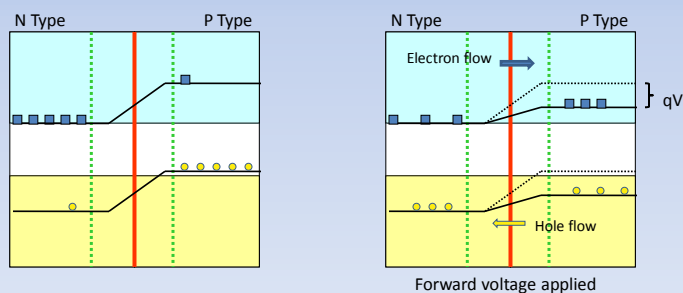 N Type
P Type
N Type
P Type
Electron flow
qV
Hole flow
Forward voltage applied